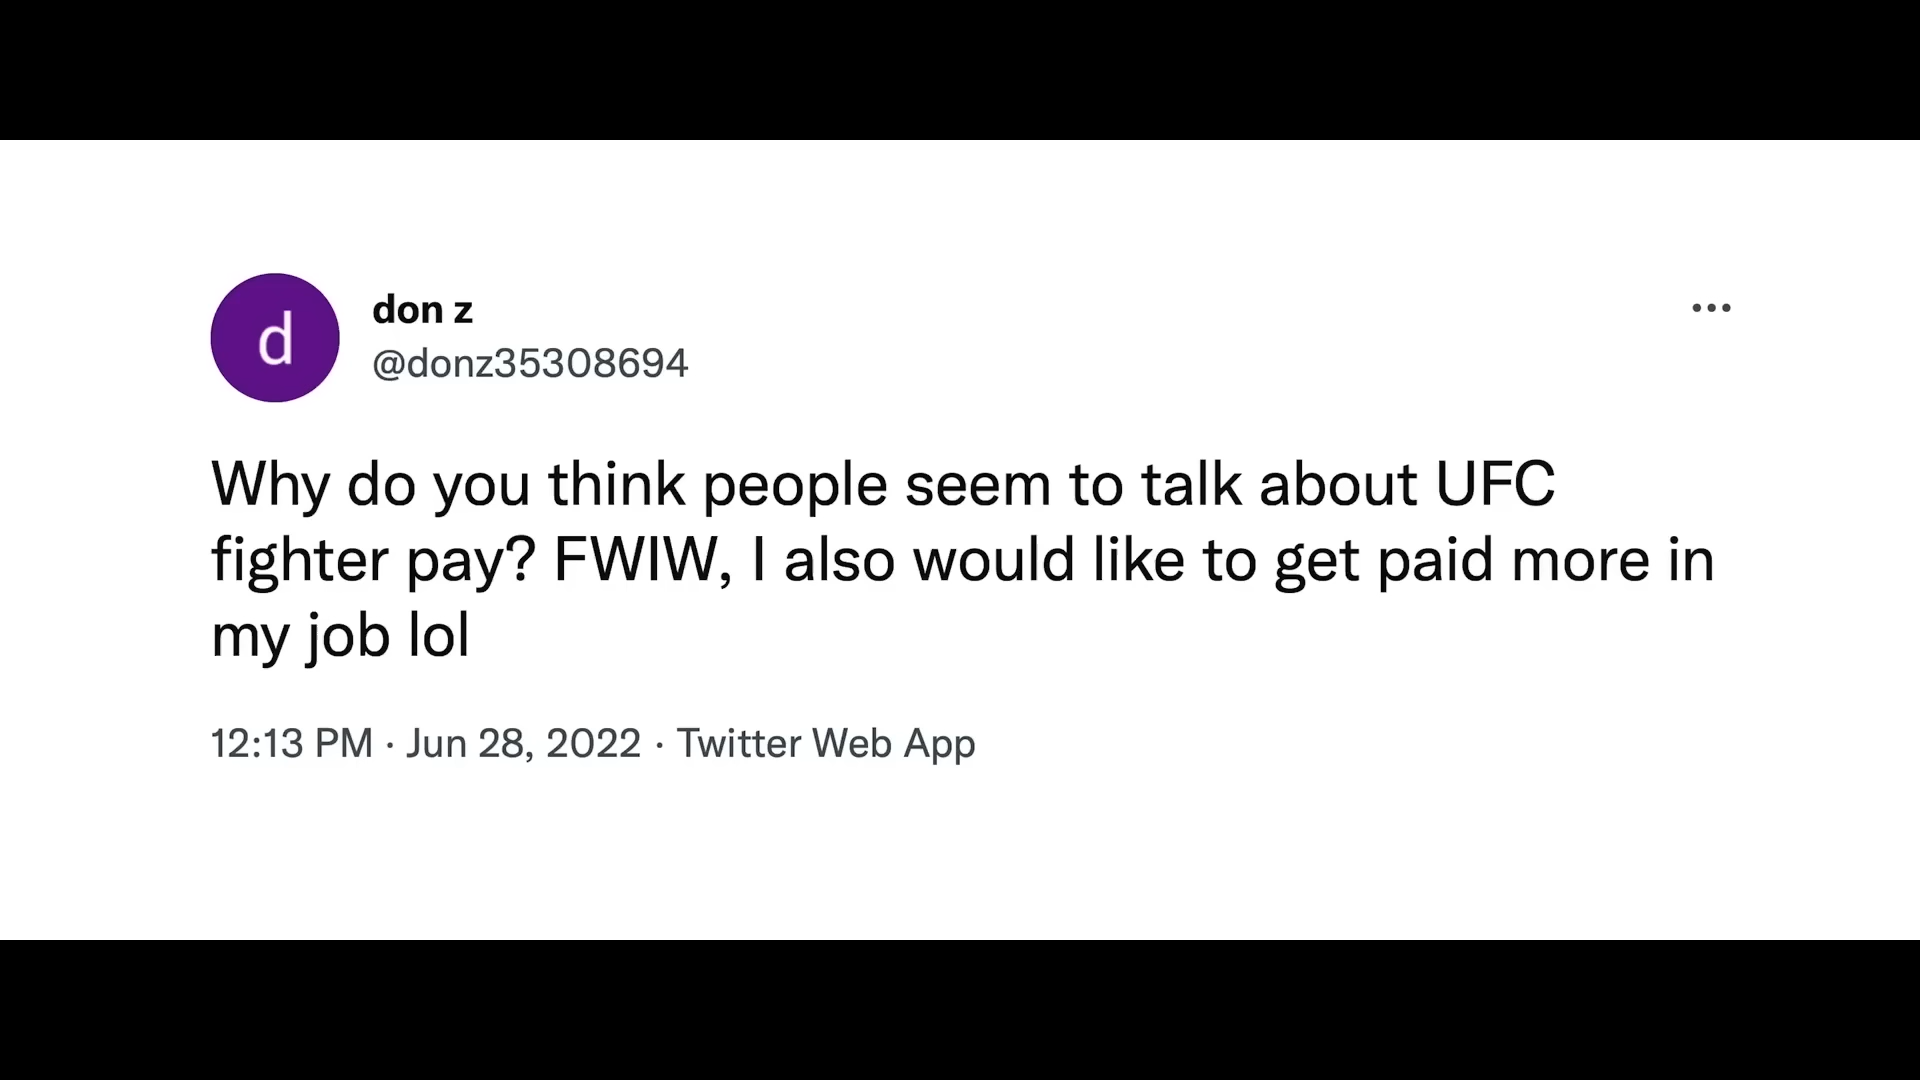 d
don z
@donz35308694
Why do you think people seem to talk about UFC
fighter pay? FWIW, I also would like to get paid more in
my job lol
12:13 PM · Jun 28, 2022 · Twitter Web App